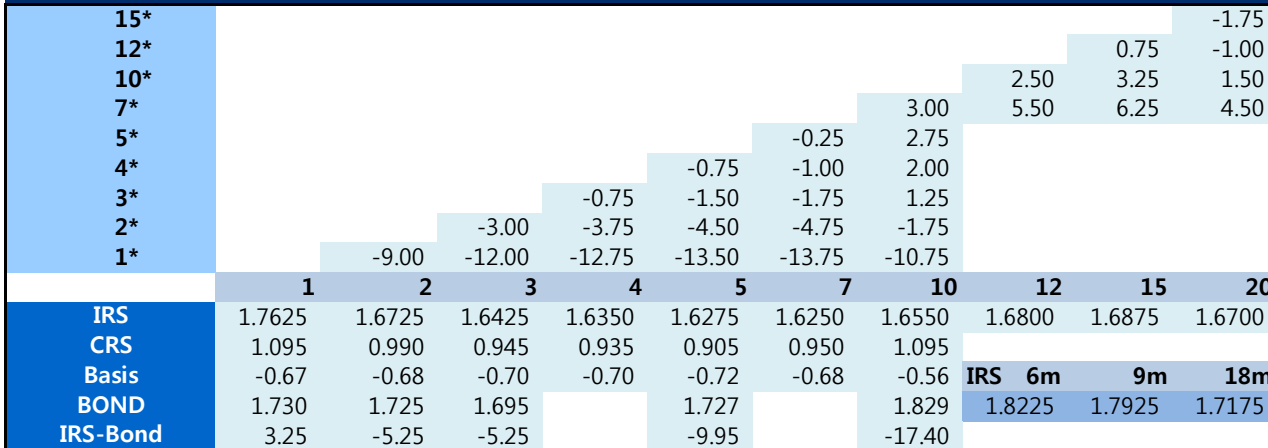 15* -1.75
12* 0.75 -1.00
10* 2.50 3.25 1.50
7* 3.00 5.50 6.25 4.50
5* -0.25 2.75
4* -0.75 -1.00 2.00
3* -0.75 -1.50 -1.75 1.25
2* -3.00 -3.75 -4.50 -4.75 -1.75
1* -9.00 -12.00 -12.75 -13.50 -13.75 -10.75
1 2 3 4 5 7 10 12 15 20
IRS 1.7625 1.6725 1.6425 1.6350 1.6275 1.6250 1.6550 1.6800 1.6875 1.6700
CRS 1.095 0.990 0.945 0.935 0.905 0.950 1.095
Basis -0.67 -0.68 -0.70 -0.70 -0.72 -0.68 -0.56 IRS 6m 9m 18m
BOND 1.730 1.725 1.695 1.727 1.829 1.8225 1.7925 1.7175
IRS-Bond 3.25 -5.25 -5.25 -9.95 -17.40